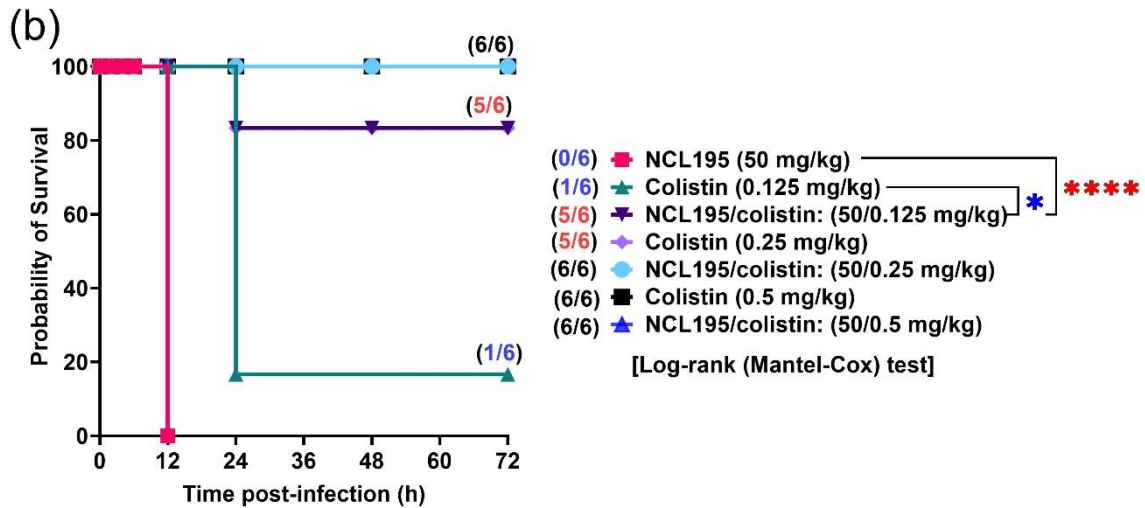 (b)
(6/6)
(5/6)
(1/6)
100
80
60
40
20
0
0 12 24 36 48 60 72
Probability of Survival
Time post-infection (h)
(0/6) NCL195 (50 mg/kg)
(1/6) Colistin (0.125 mg/kg)
(5/6) NCL195/colistin: (50/0.125 mg/kg)
(5/6) Colistin (0.25 mg/kg)
(6/6) NCL195/colistin: (50/0.25 mg/kg)
(6/6) Colistin (0.5 mg/kg)
(6/6) NCL195/colistin: (50/0.5 mg/kg)
*
****
[Log-rank (Mantel-Cox) test]